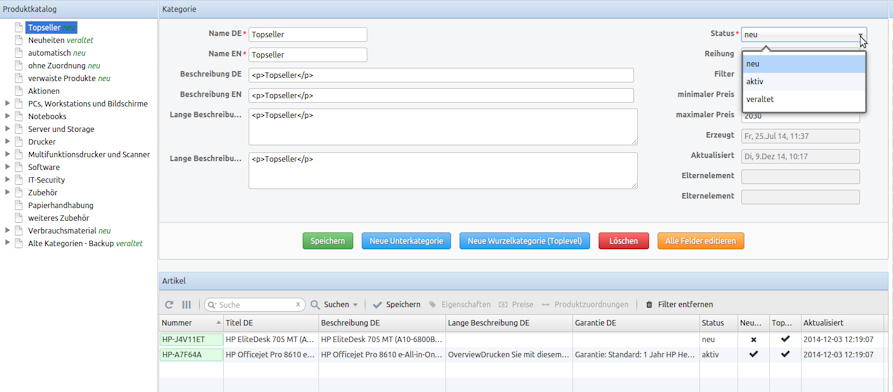 Produktkatalog
Topseller neu
Neuheiten veraltet
automatisch neu
ohne Zuordnung neu
verwaiste Produkte neu
Aktionen
PCs, Workstations und Bildschirme
Notebooks
Server und Storage
Drucker
Multifunktionsdrucker und Scanner
Software
IT-Security
Zubehör
Papierhandhabung
weiteres Zubehör
Verbrauchsmaterial neu
Alte Kategorien - Backup veraltet
Kategorie
Name DE * Topseller
Name EN * Topseller
Beschreibung DE <p>Topseller</p>
Beschreibung EN <p>Topseller</p>
Lange Beschreibu... <p>Topseller</p>
Lange Beschreibu... <p>Topseller</p>
Status * neu
neu
aktiv
veraltet
Reihung
Filter
minimaler Preis
maximaler Preis 2030
Erzeugt Fr, 25.Jul 14, 11:37
Aktualisiert Di, 9.Dez 14, 10:17
Elternelement
Elternelement
Speichern Neue Unterkategorie Neue Wurzelkategorie (Toplevel) Löschen Alle Felder editieren
Artikel
Suche x Suchen Speichern Eigenschaften Preise Produktzuordnungen Filter entfernen
Nummer Titel DE Beschreibung DE Lange Beschreibung DE Garantie DE Status Neu... Top... Aktualisiert
HP-J4V11ET HP EliteDesk 705 MT (A... HP EliteDesk 705 MT (A10-6800B... neu 2014-12-03 12:19:07
HP-A7F64A HP Officejet Pro 8610 e... HP Officejet Pro 8610 e-All-in-On... OverviewDrucken Sie mit diesem... Garantie: Standard: 1 Jahr HP He... aktiv 2014-12-03 12:19:07